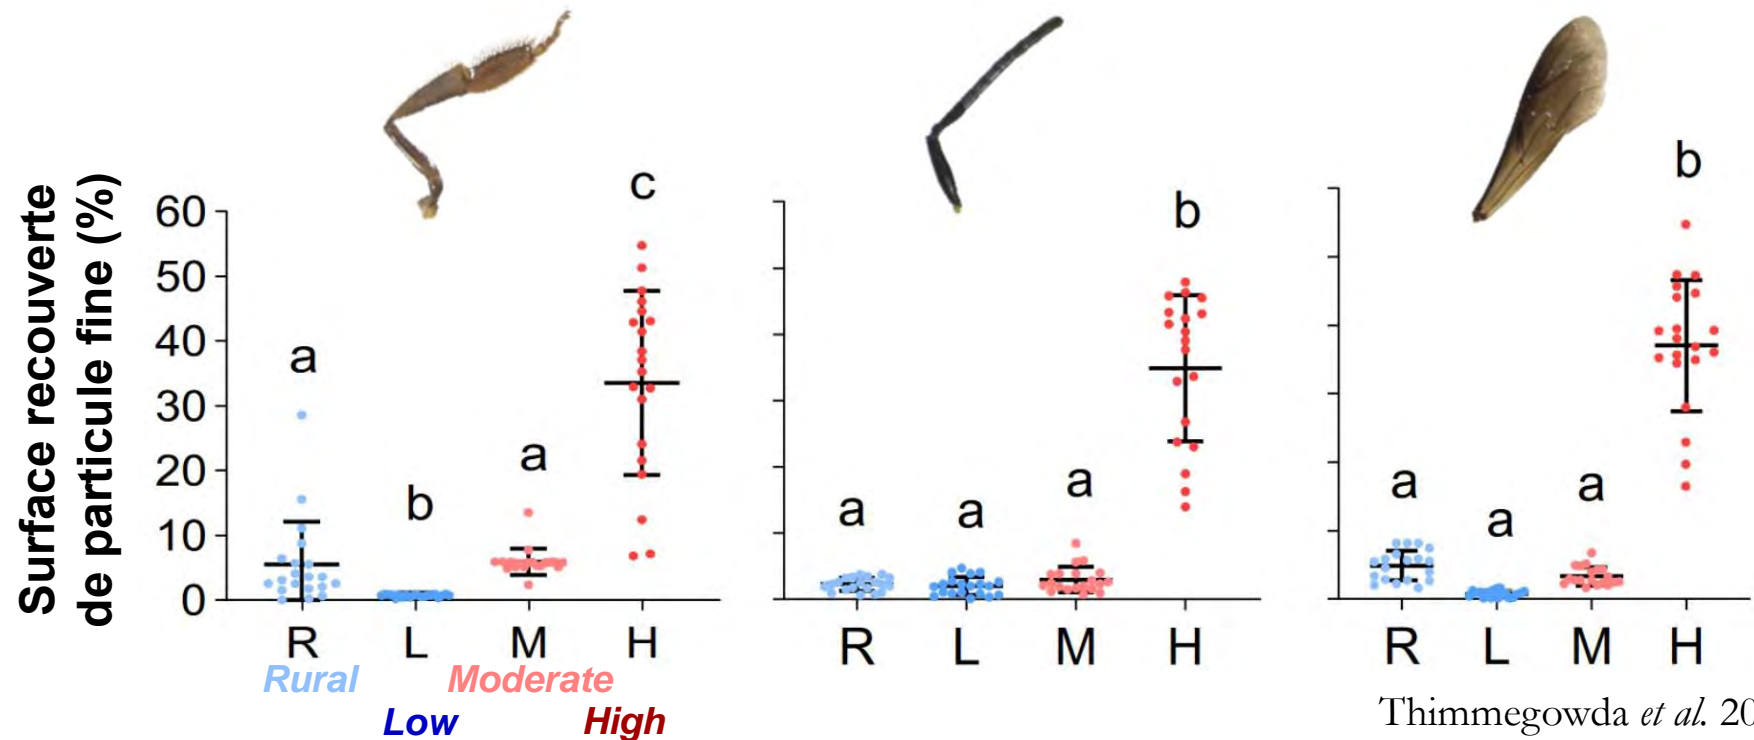 Surface recouverte
de particule fine (%)
60
50
40
30
20
10
0
a
b
a
c
R L M H
Rural Moderate
Low High
a
a
a
b
R L M H
a
a
a
b
R L M H
Thimmegowda et al. 20